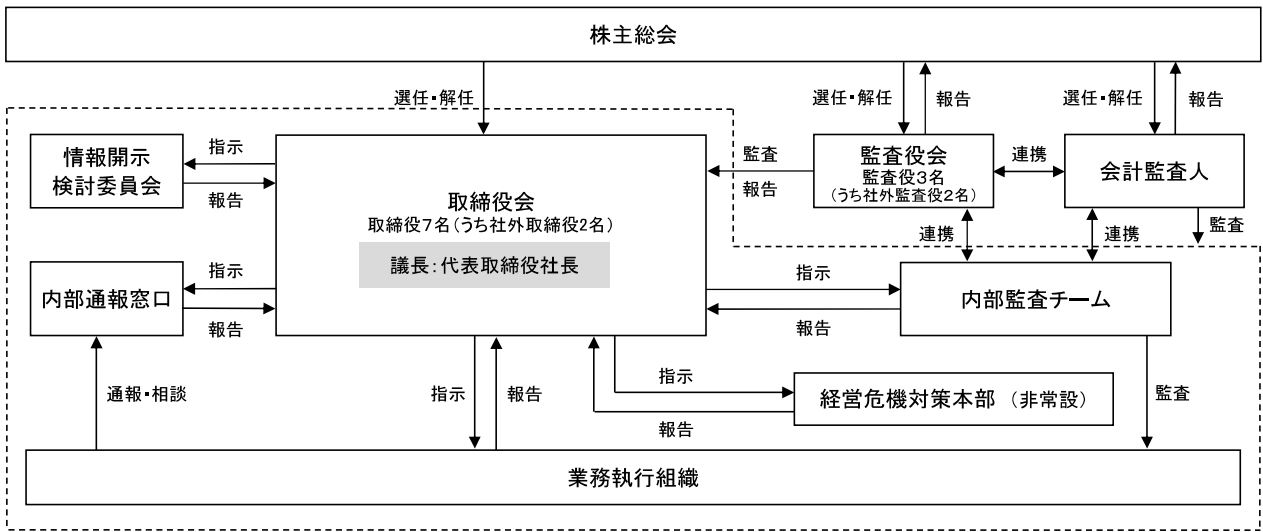 株主総会
選任・解任
選任・解任
報告
選任・解任
報告
情報開示
検討委員会
指示
報告
取締役会
取締役7名(うち社外取締役2名)
議長:代表取締役社長
監査
報告
監査役会
監査役3名
(うち社外監査役2名)
連携
会計監査人
連携
連携
監査
内部通報窓口
指示
報告
指示
報告
内部監査チーム
通報・相談
指示
報告
指示
報告
経営危機対策本部 (非常設)
監査
業務執行組織